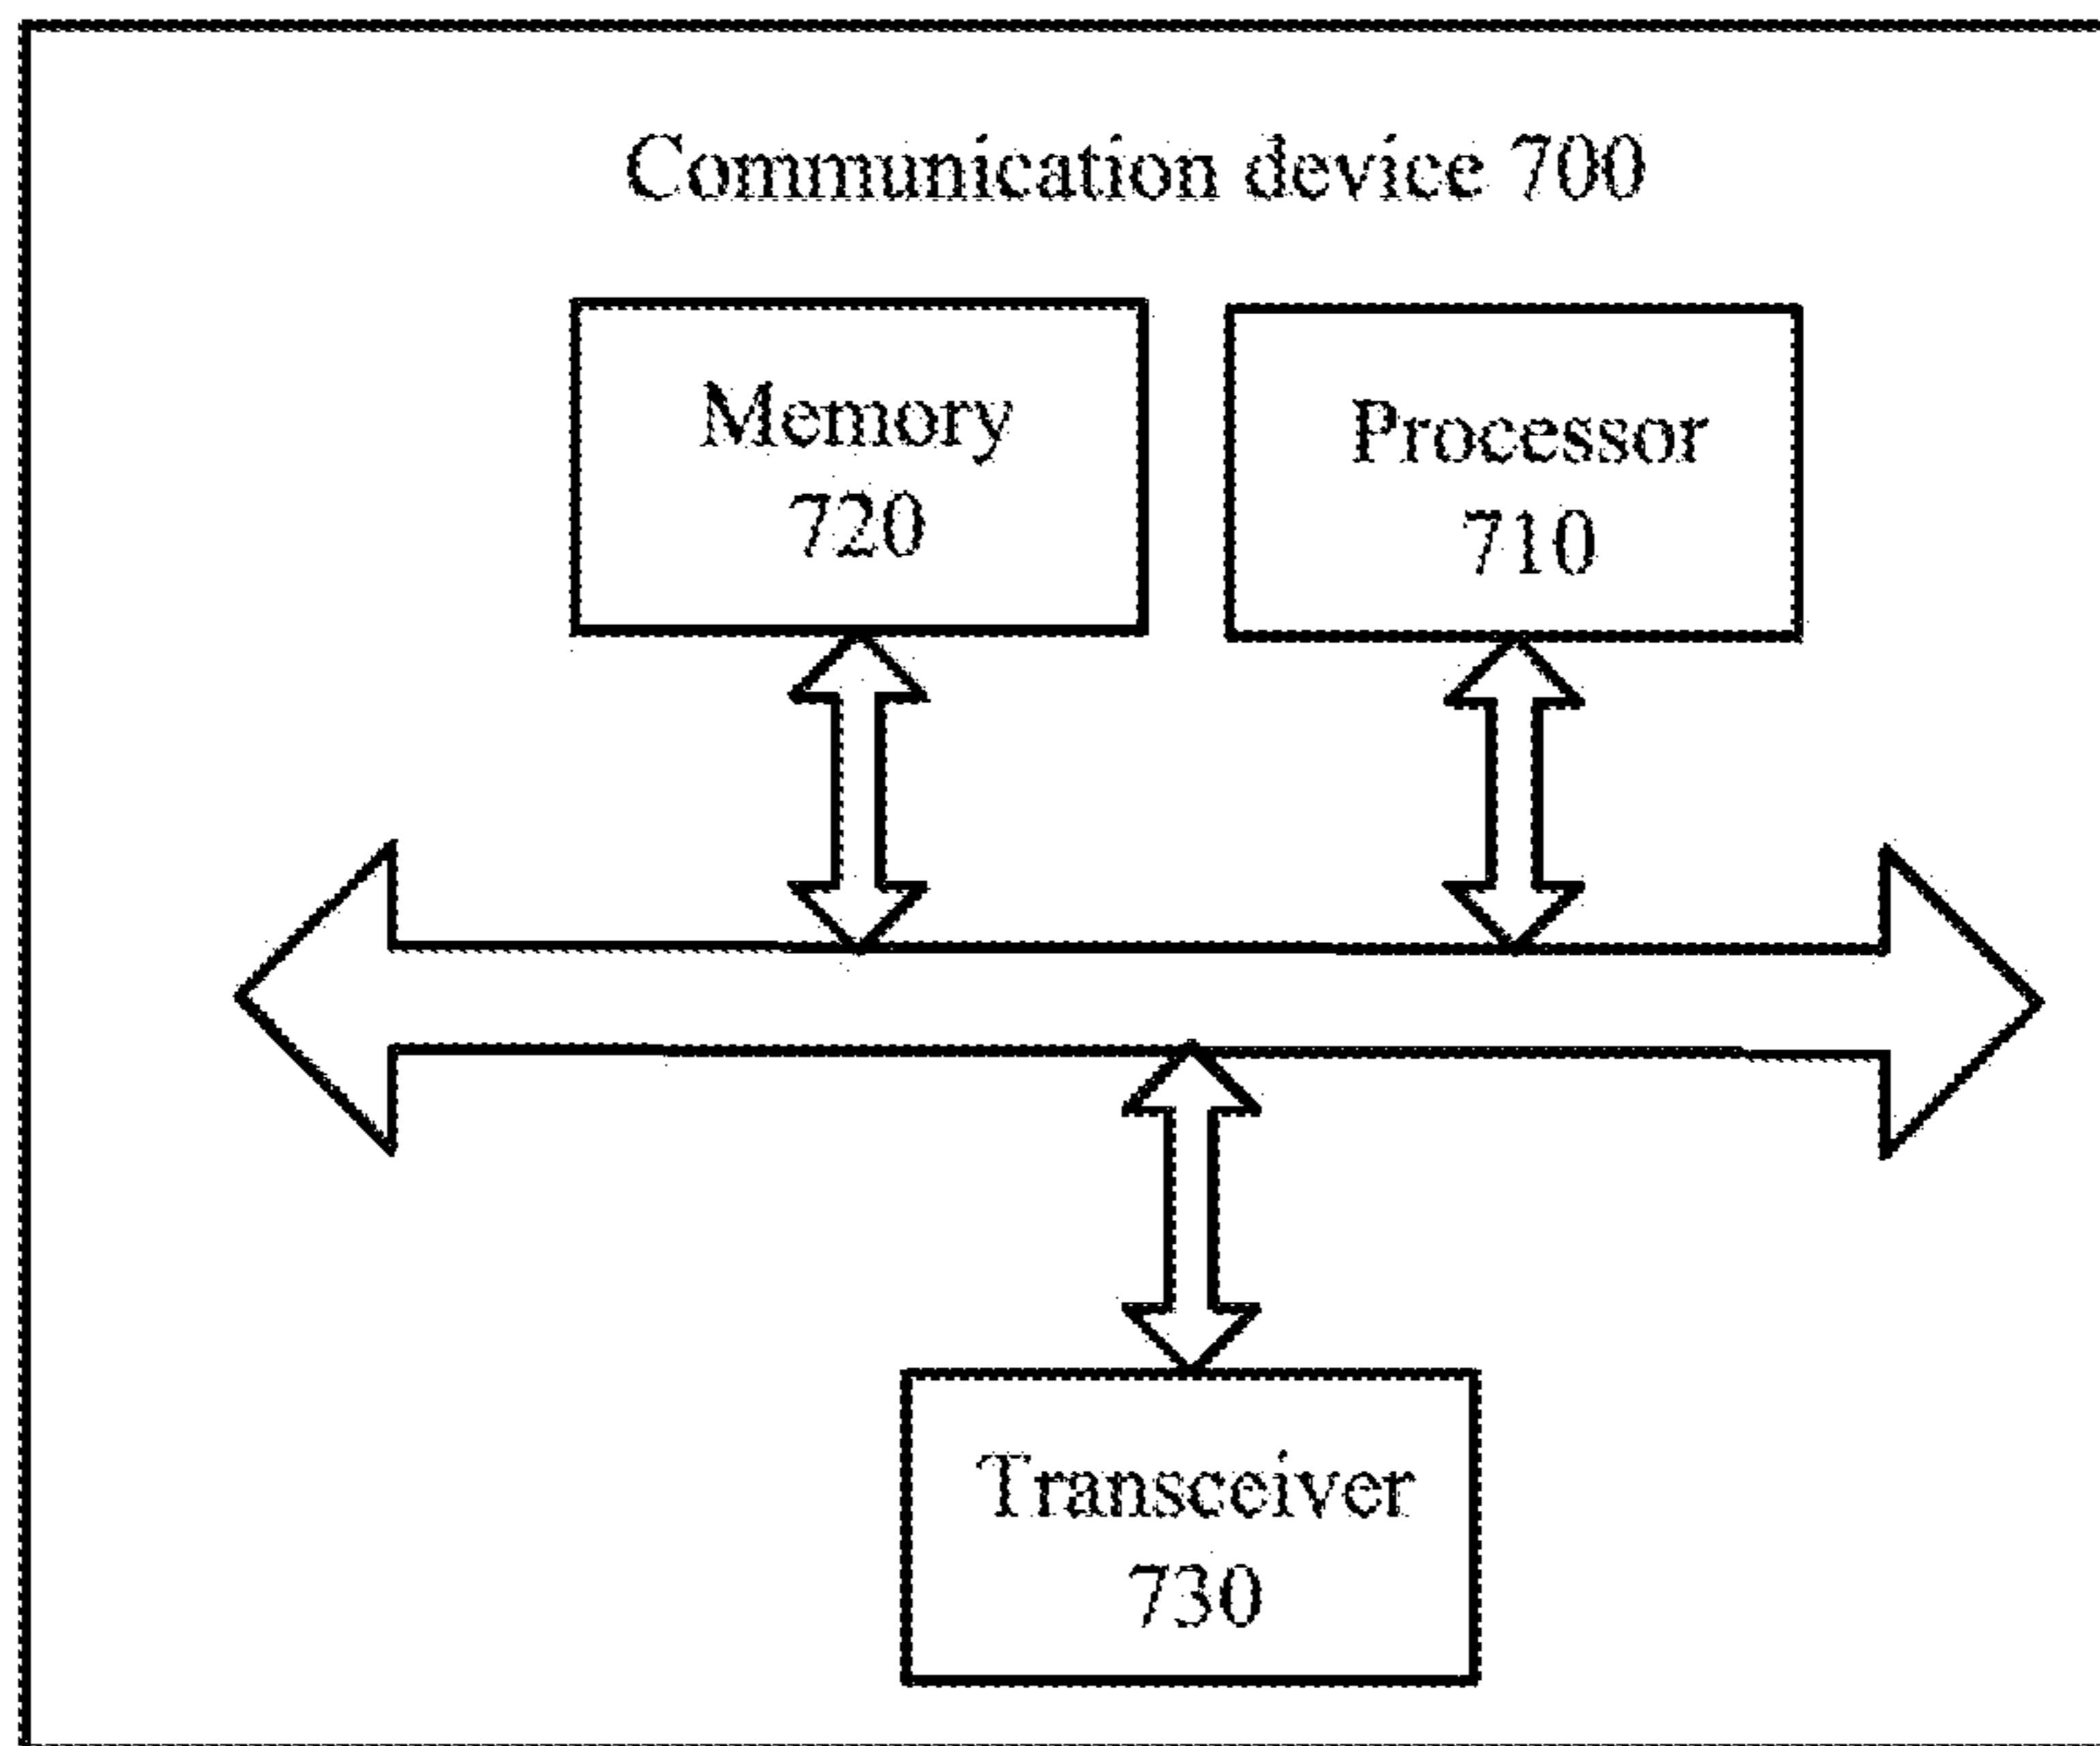 Communication device 700
Memory
720
Processor
710
Transceiver
730